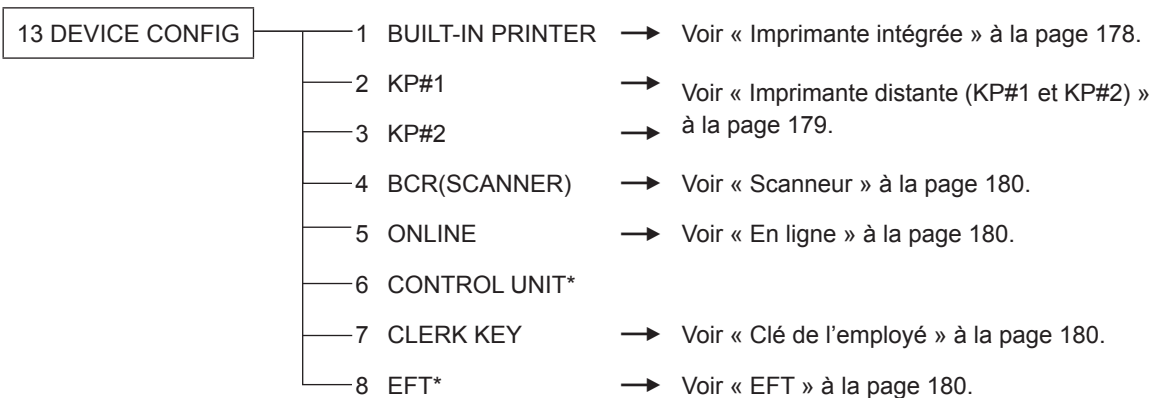 13 DEVICE CONFIG
1 BUILT-IN PRINTER → Voir « Imprimante intégrée » à la page 178.
2 KP#1 → Voir « Imprimante distante (KP#1 et KP#2) »
à la page 179.
3 KP#2 →
4 BCR(SCANNER) → Voir « Scanneur » à la page 180.
5 ONLINE → Voir « En ligne » à la page 180.
6 CONTROL UNIT*
7 CLERK KEY → Voir « Clé de l’employé » à la page 180.
8 EFT* → Voir « EFT » à la page 180.